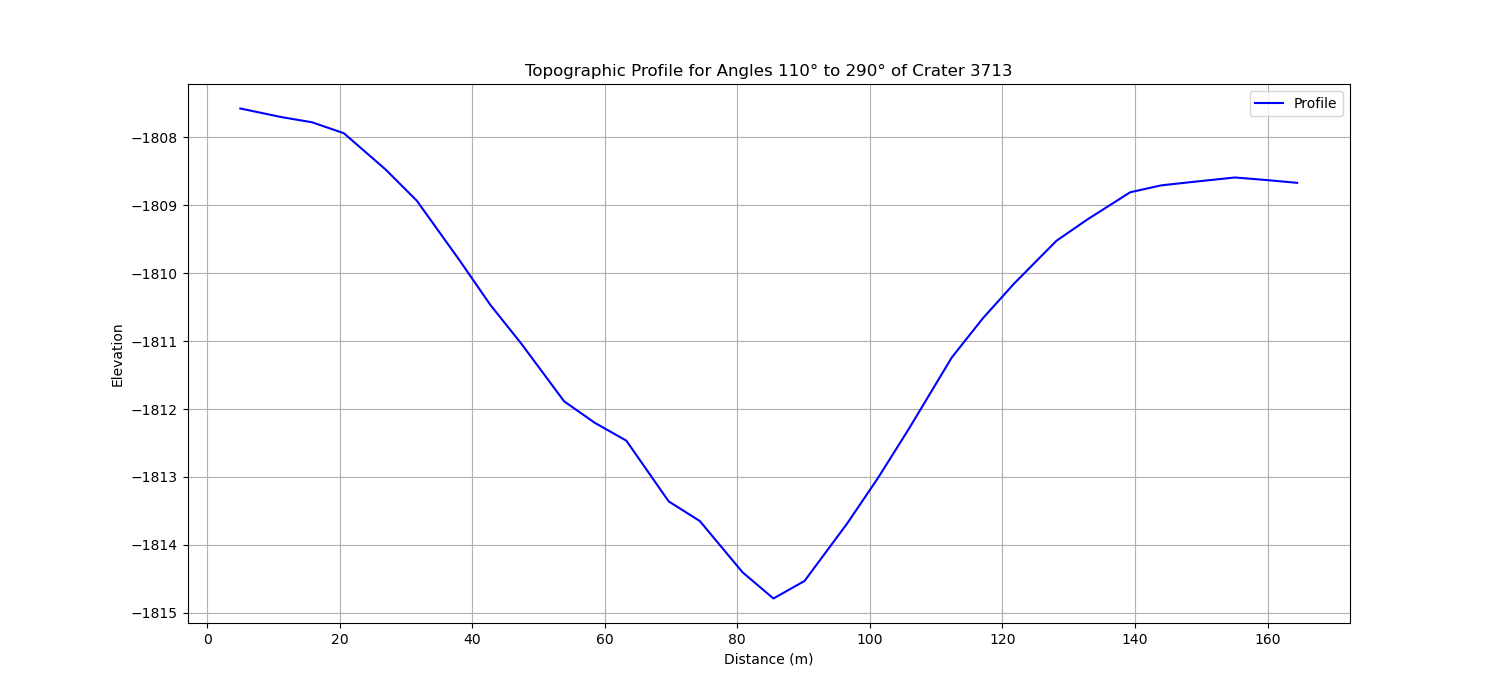 Topographic Profile for Angles 110° to 290° of Crater 3713
Profile
Elevation
−1808
−1809
−1810
−1811
−1812
−1813
−1814
−1815
0 20 40 60 80 100 120 140 160
Distance (m)